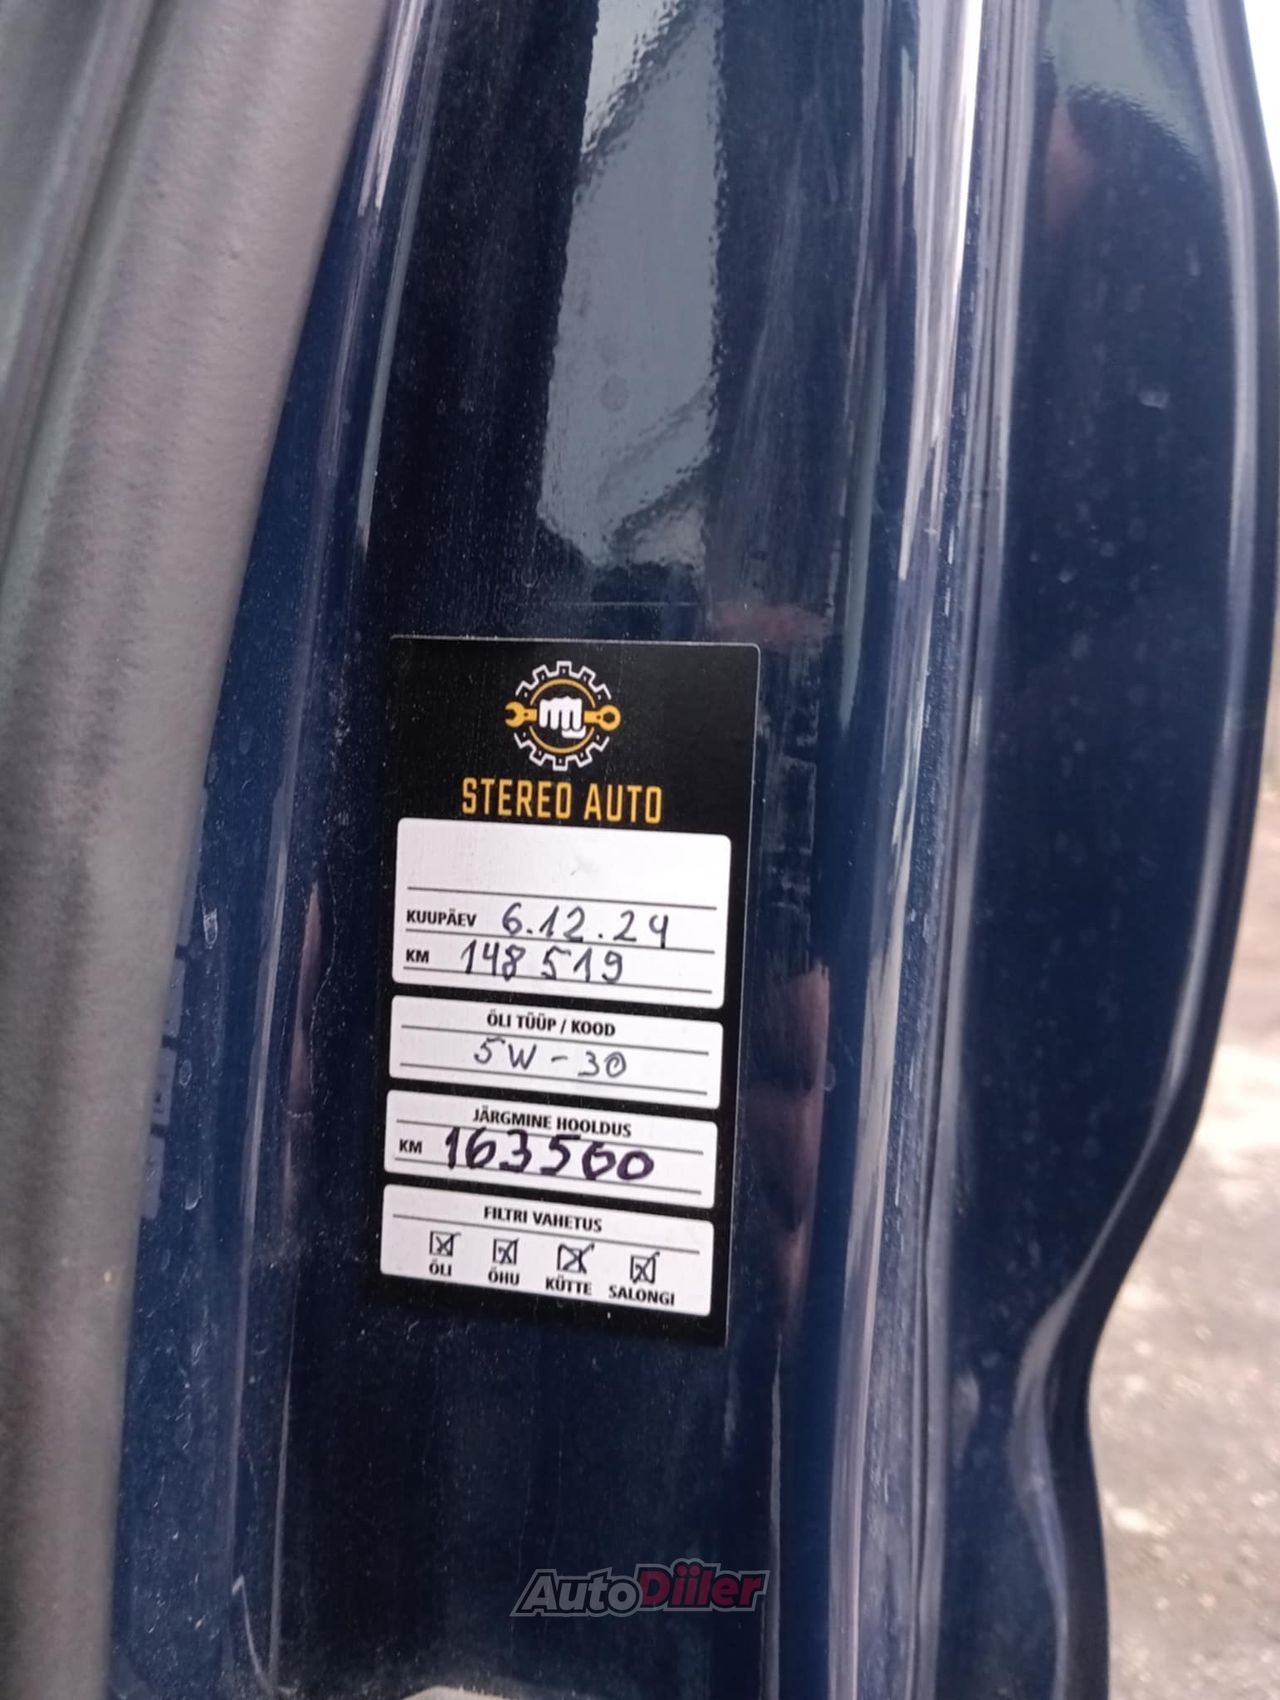 STEREO AUTO
KUUPÄEV 6.12.24
KM 148 519
ÕLI TÜÜP / KOOD
5W-30
JÄRGMINE HOOLDUS
KM 163500
FILTRI VAHETUS
ÕLI ÕHU KÜTTE SALONGI
AutoDiiler